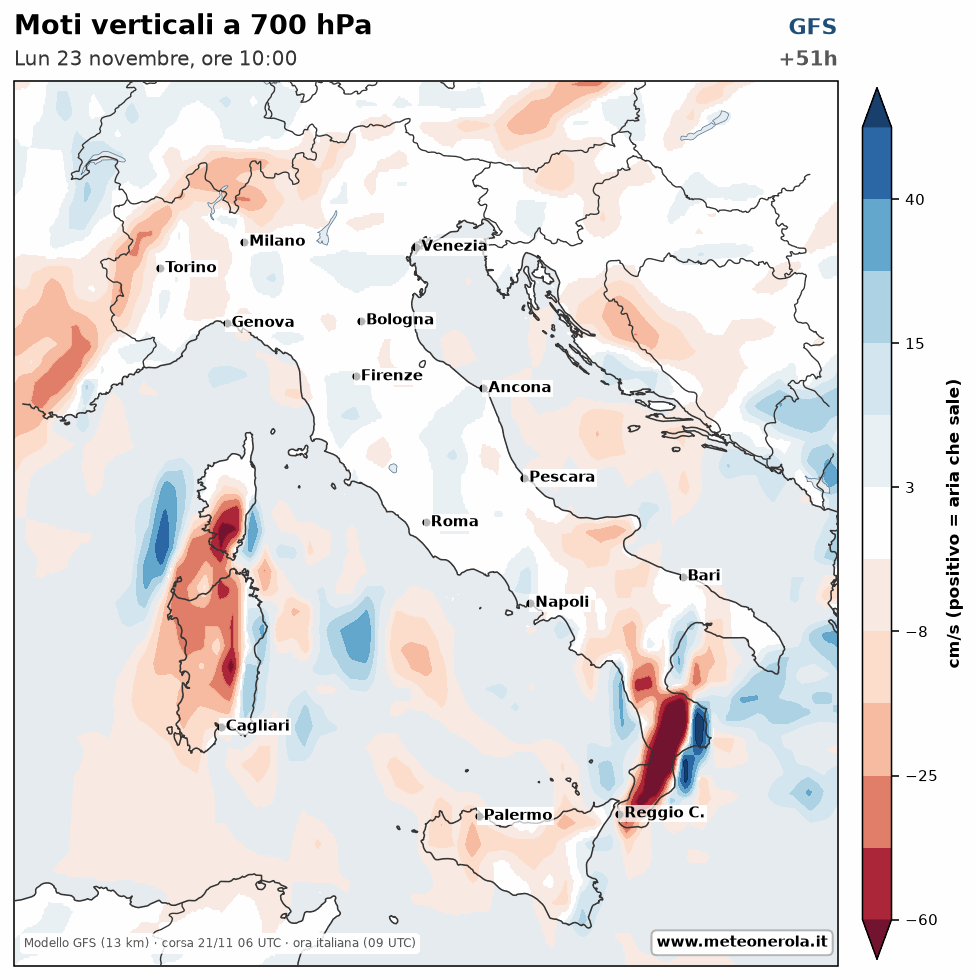 Moti verticali a 700 hPa
GFS
Lun 23 novembre, ore 10:00
+51h
40
Milano
Venezia
Torino
Genova
Bologna
15
Firenze
Ancona
Pescara
3
Roma
Bari
Napoli
−8
cm/s (positivo = aria che sale)
Cagliari
−25
Palermo
Reggio C.
−60
Modello GFS (13 km) · corsa 21/11 06 UTC · ora italiana (09 UTC)
www.meteonerola.it